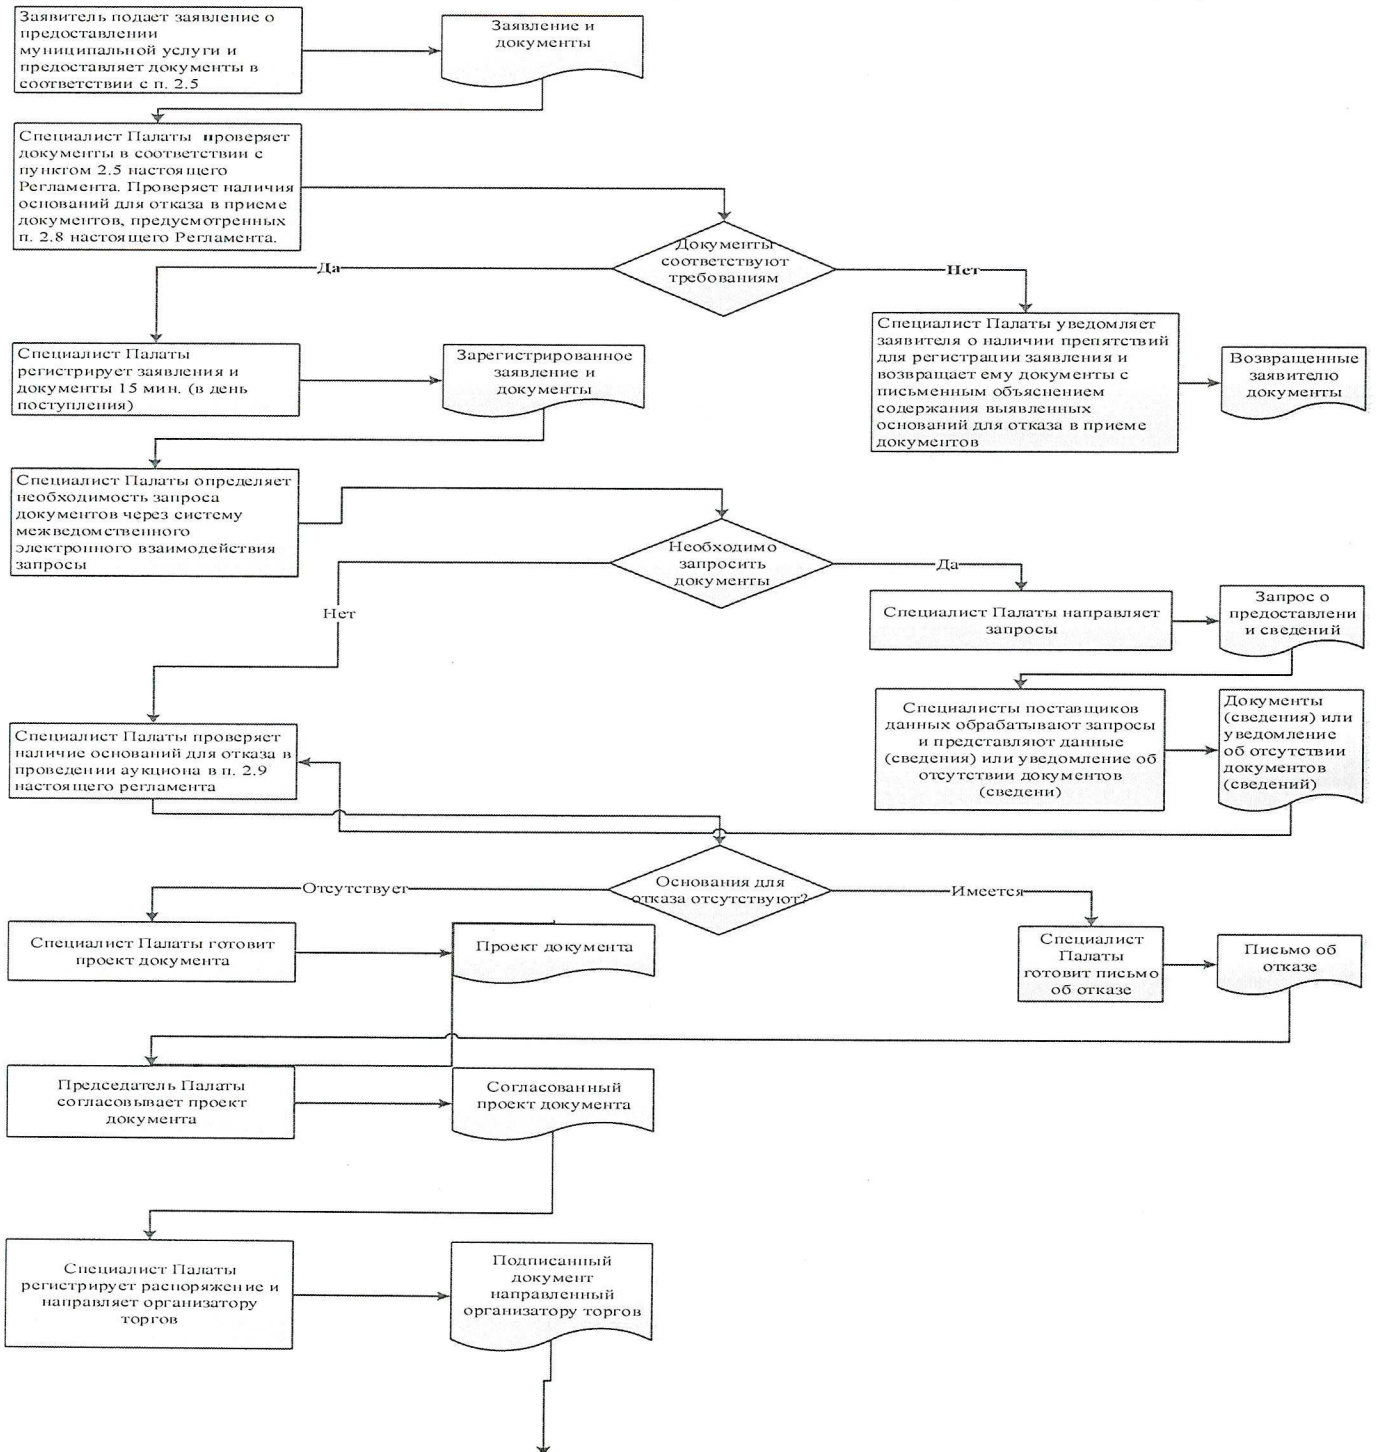 Заявитель подает заявление о
предоставлении
муниципальной услуги и
предоставляет документы в
соответствии с п. 2.5
Заявление и
документы
Специалист Палаты проверяет
документы в соответствии с
пунктом 2.5 настоящего
Регламента. Проверяет наличия
оснований для отказа в приеме
документов, предусмотренных
п. 2.8 настоящего Регламента.
Документы
соответствуют
требованиям
Да
Нет
Специалист Палаты
регистрирует заявления и
документы 15 мин. (в день
поступления)
Зарегистрированное
заявление и
документы
Специалист Палаты уведомляет
заявителя о наличии препятствий
для регистрации заявления и
возвращает ему документы с
письменным объяснением
содержания выявленных
оснований для отказа в приеме
документов
Возвращенные
заявителю
документы
Специалист Палаты определяет
необходимость запроса
документов через систему
межведомственного
электронного взаимодействия
запросы
Необходимо
запросить
документы
Да
Нет
Специалист Палаты направляет
запросы
Запрос о
предоставлени
и сведений
Специалисты поставщиков
данных обрабатывают запросы
и представляют данные
(сведения) или уведомление об
отсутствии документов
(сведени)
Документы
(сведения) или
уведомление
об отсутствии
документов
(сведений)
Специалист Палаты проверяет
наличие оснований для отказа в
проведении аукциона в п. 2.9
настоящего регламента
Основания для
отказа отсутствуют?
Отсутствует
Имеется
Специалист Палаты готовит
проект документа
Проект документа
Специалист
Палаты
готовит письмо
об отказе
Письмо об
отказе
Председатель Палаты
согласовывает проект
документа
Согласованный
проект документа
Специалист Палаты
регистрирует распоряжение и
направляет организатору
торгов
Подписанный
документ
направленный
организатору торгов